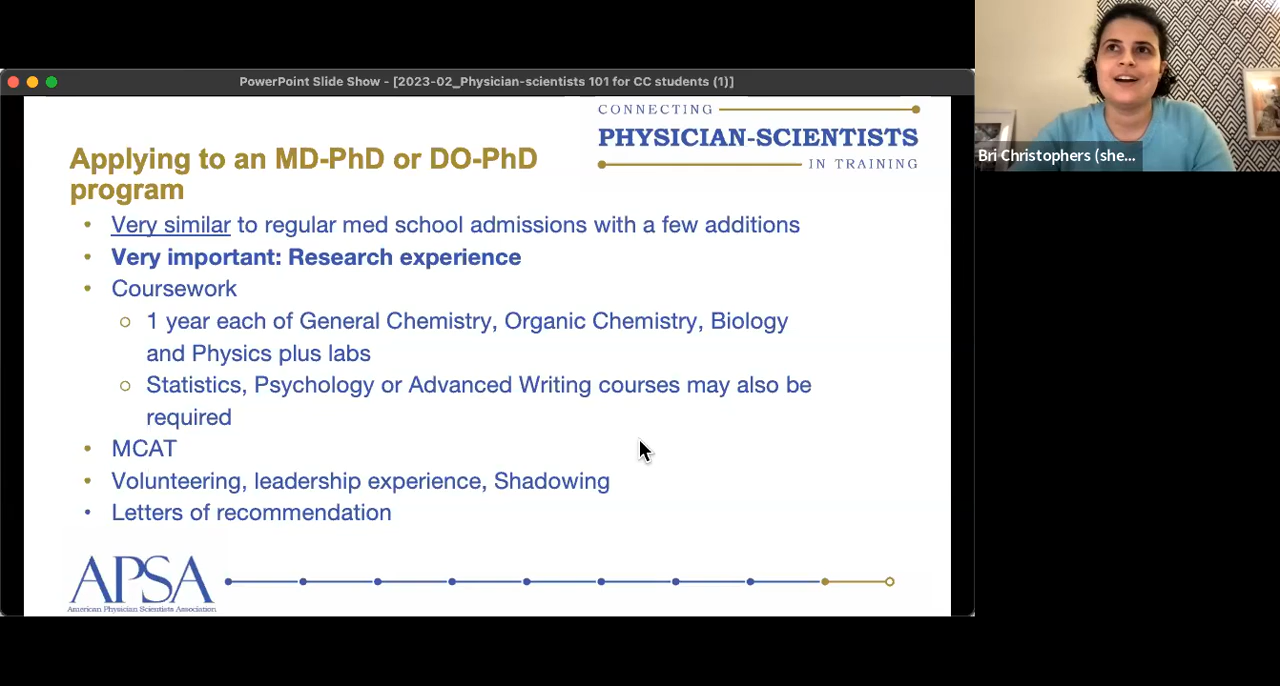 PowerPoint Slide Show - [2023-02_Physician-scientists 101 for CC students (1)]
CONNECTING
PHYSICIAN-SCIENTISTS
IN TRAINING
Applying to an MD-PhD or DO-PhD
program
• Very similar to regular med school admissions with a few additions
• Very important: Research experience
• Coursework
○ 1 year each of General Chemistry, Organic Chemistry, Biology
and Physics plus labs
○ Statistics, Psychology or Advanced Writing courses may also be
required
• MCAT
• Volunteering, leadership experience, Shadowing
• Letters of recommendation
APSA
American Physician Scientists Association
Bri Christophers (she...